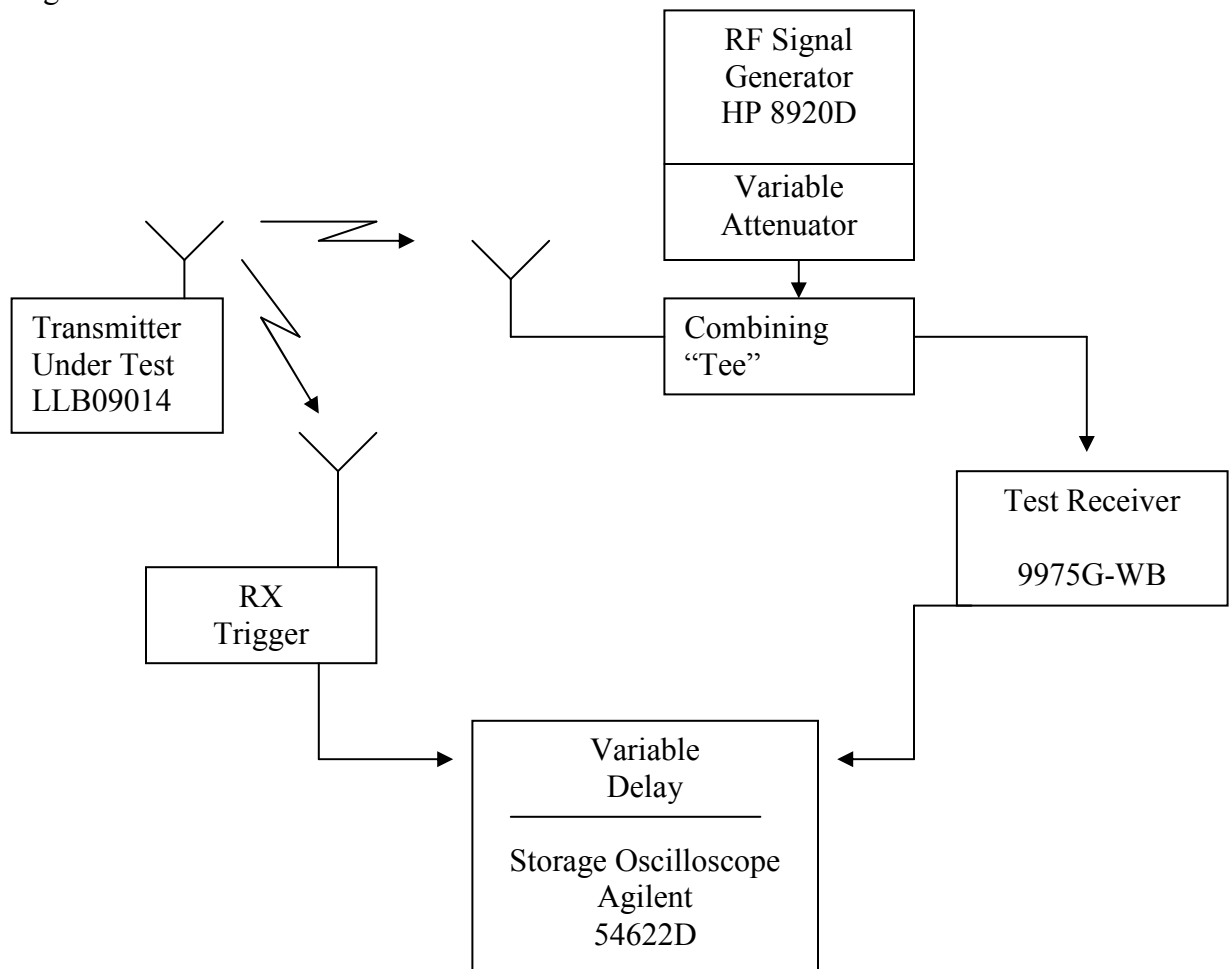 RF Signal
Generator
HP 8920D
Variable
Attenuator
Transmitter
Under Test
LLB09014
Combining
“Tee”
Test Receiver
9975G-WB
RX
Trigger
Variable
Delay
Storage Oscilloscope
Agilent
54622D